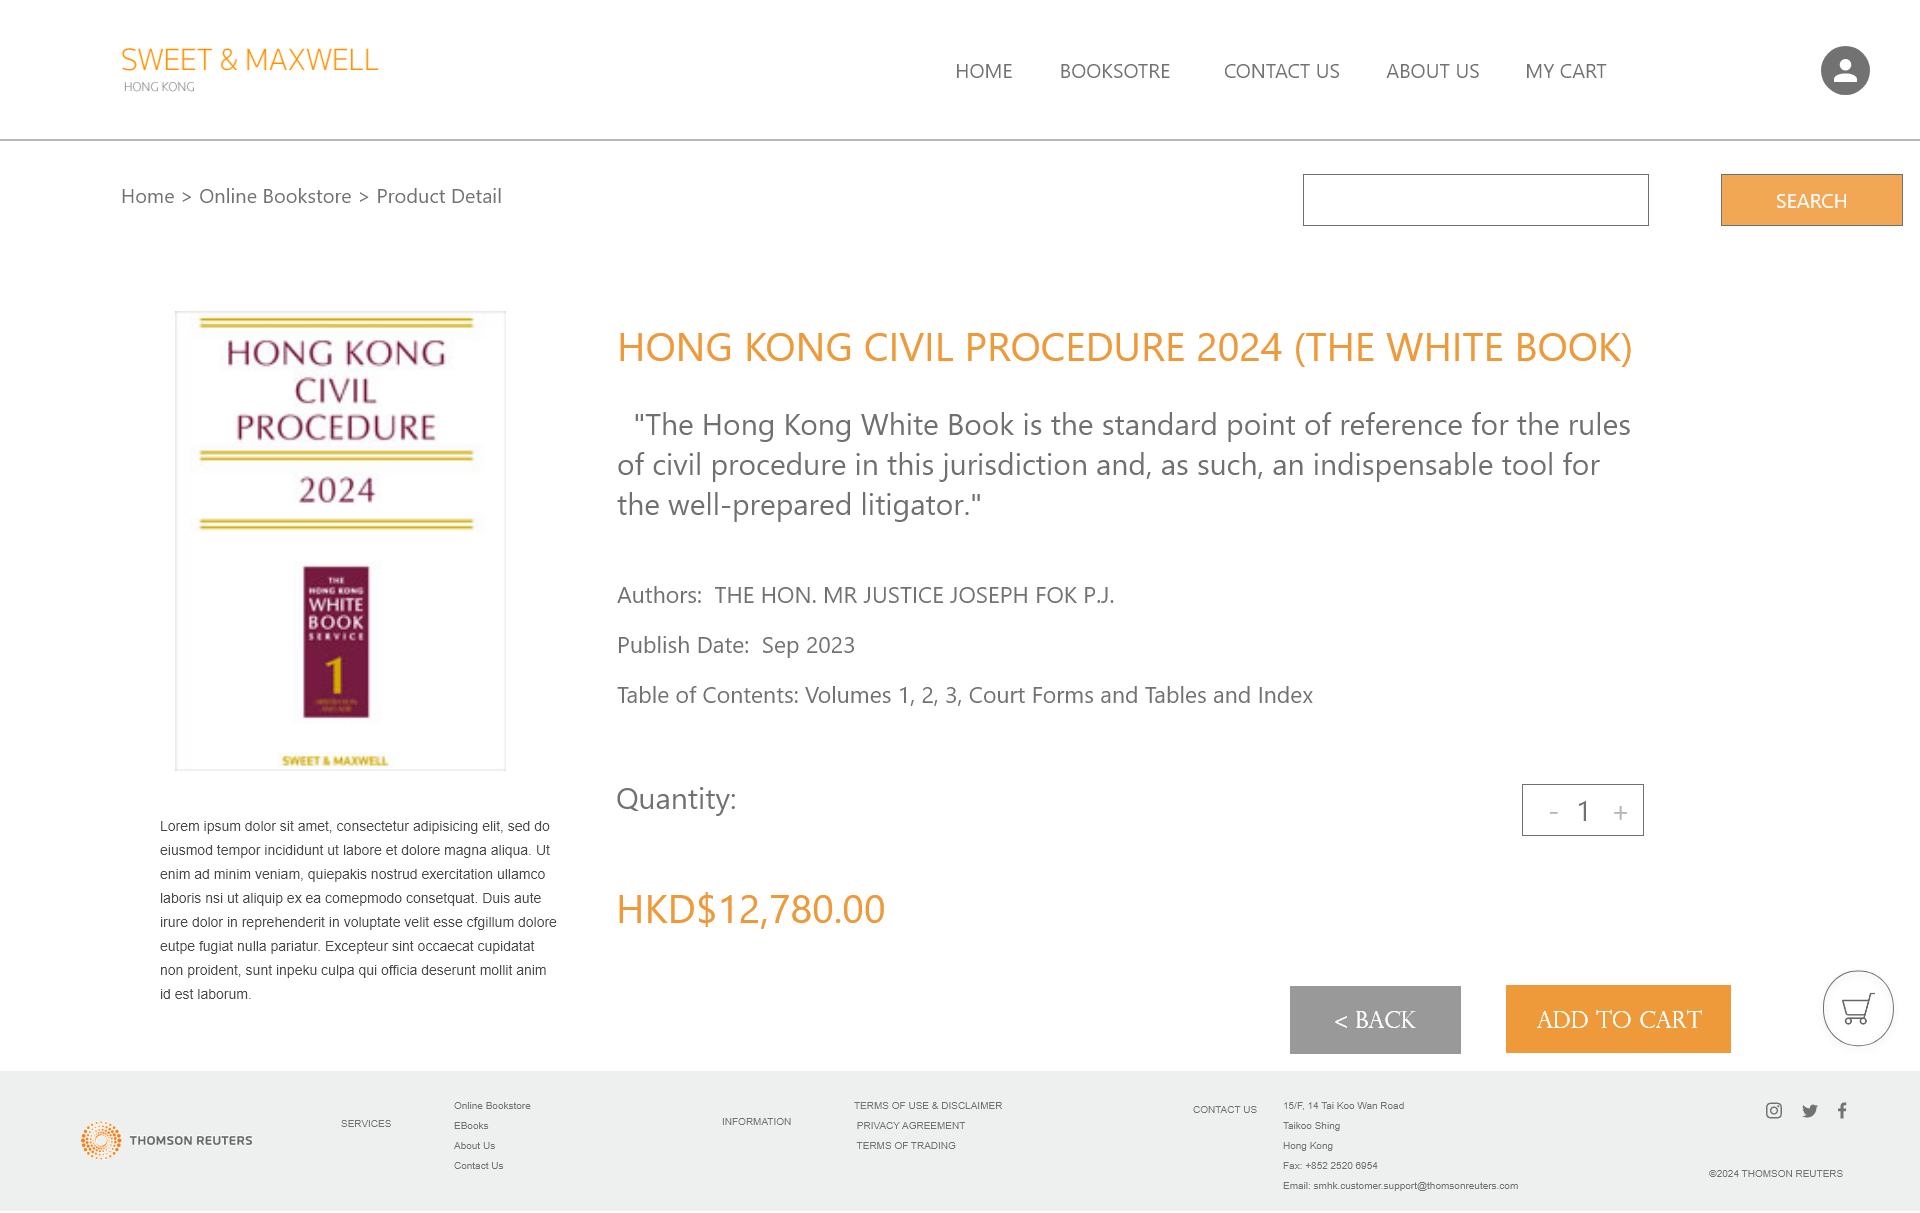 SWEET & MAXWELL
HONG KONG
HOME BOOKSOTRE CONTACT US ABOUT US MY CART
Home > Online Bookstore > Product Detail
SEARCH
HONG KONG
CIVIL
PROCEDURE
2024
THE
HONG KONG
WHITE
BOOK
SERVICE
1
SWEET & MAXWELL
Lorem ipsum dolor sit amet, consectetur adipisicing elit, sed do
eiusmod tempor incididunt ut labore et dolore magna aliqua. Ut
enim ad minim veniam, quiepakis nostrud exercitation ullamco
laboris nsi ut aliquip ex ea comepmodo consetquat. Duis aute
irure dolor in reprehenderit in voluptate velit esse cfgillum dolore
eutpe fugiat nulla pariatur. Excepteur sint occaecat cupidatat
non proident, sunt inpeku culpa qui officia deserunt mollit anim
id est laborum.
HONG KONG CIVIL PROCEDURE 2024 (THE WHITE BOOK)
"The Hong Kong White Book is the standard point of reference for the rules
of civil procedure in this jurisdiction and, as such, an indispensable tool for
the well-prepared litigator."
Authors: THE HON. MR JUSTICE JOSEPH FOK P.J.
Publish Date: Sep 2023
Table of Contents: Volumes 1, 2, 3, Court Forms and Tables and Index
Quantity:
- 1 +
HKD$12,780.00
< BACK
ADD TO CART
THOMSON REUTERS
SERVICES
Online Bookstore
EBooks
About Us
Contact Us
INFORMATION
TERMS OF USE & DISCLAIMER
PRIVACY AGREEMENT
TERMS OF TRADING
CONTACT US
15/F, 14 Tai Koo Wan Road
Taikoo Shing
Hong Kong
Fax: +852 2520 6954
Email: smhk.customer.support@thomsonreuters.com
©2024 THOMSON REUTERS